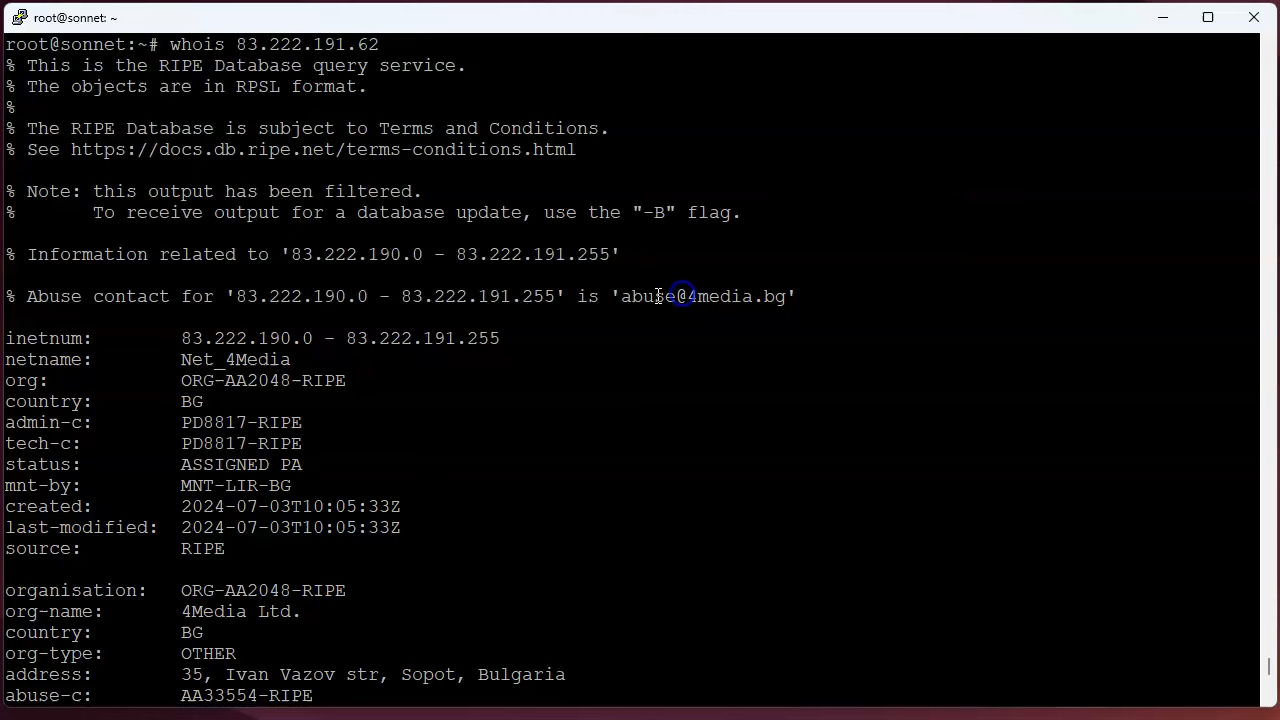 root@sonnet: ~
root@sonnet:~# whois 83.222.191.62
% This is the RIPE Database query service.
% The objects are in RPSL format.
%
% The RIPE Database is subject to Terms and Conditions.
% See https://docs.db.ripe.net/terms-conditions.html
% Note: this output has been filtered.
%       To receive output for a database update, use the "-B" flag.
% Information related to '83.222.190.0 - 83.222.191.255'
% Abuse contact for '83.222.190.0 - 83.222.191.255' is 'abuse@4media.bg'
inetnum:        83.222.190.0 - 83.222.191.255
netname:        Net_4Media
org:            ORG-AA2048-RIPE
country:        BG
admin-c:        PD8817-RIPE
tech-c:         PD8817-RIPE
status:         ASSIGNED PA
mnt-by:         MNT-LIR-BG
created:        2024-07-03T10:05:33Z
last-modified:  2024-07-03T10:05:33Z
source:         RIPE
organisation:   ORG-AA2048-RIPE
org-name:       4Media Ltd.
country:        BG
org-type:       OTHER
address:        35, Ivan Vazov str, Sopot, Bulgaria
abuse-c:        AA33554-RIPE